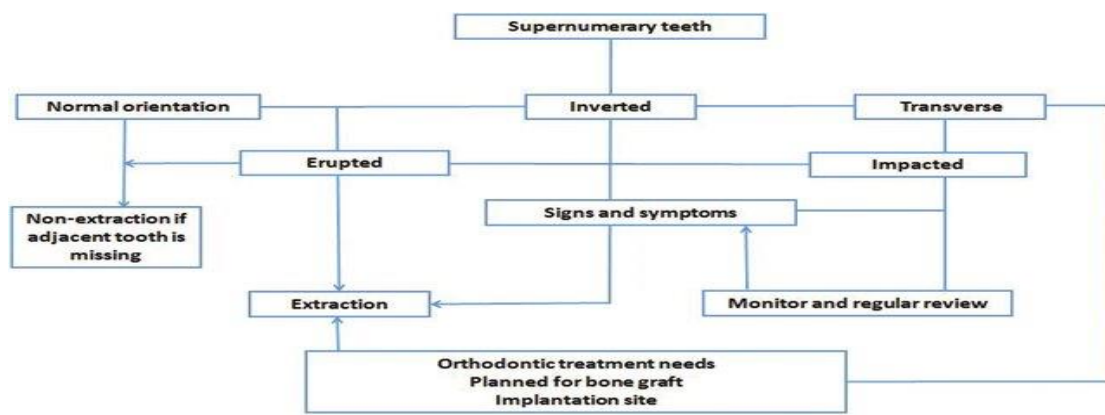 Supernumerary teeth
Normal orientation
Inverted
Transverse
Erupted
Impacted
Non-extraction if
adjacent tooth is
missing
Signs and symptoms
Extraction
Monitor and regular review
Orthodontic treatment needs
Planned for bone graft
Implantation site